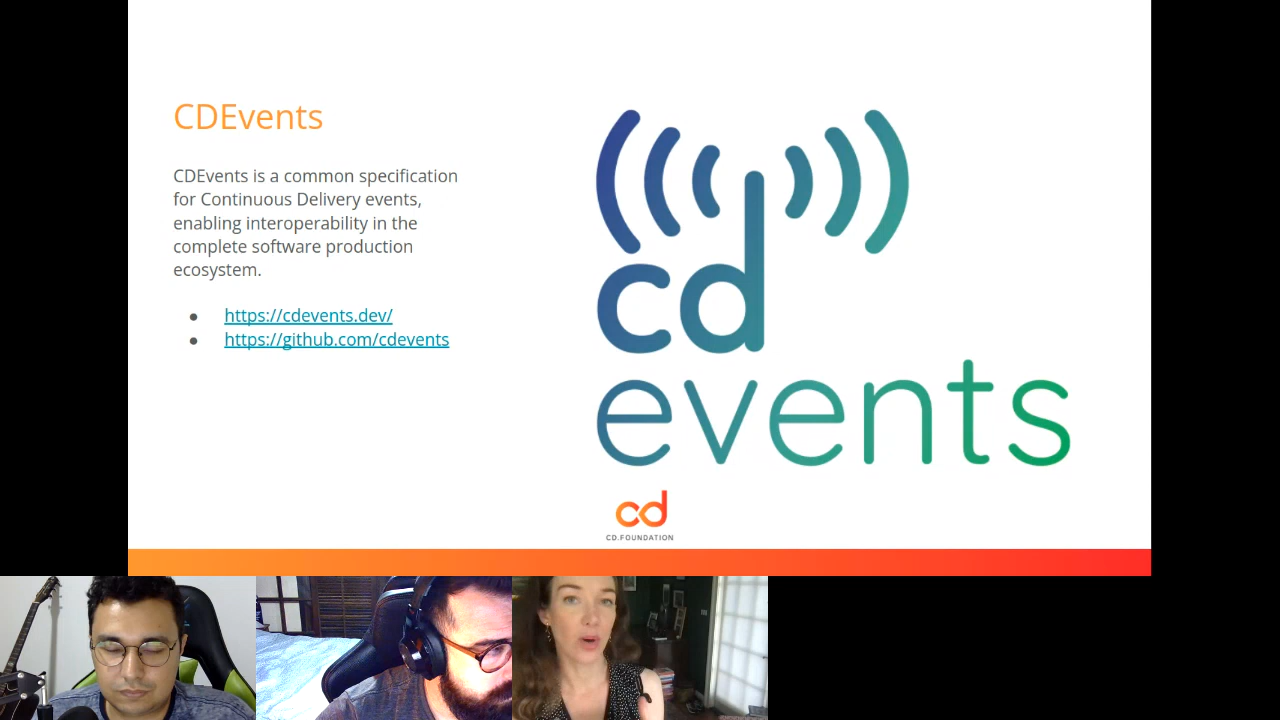 CDEvents
CDEvents is a common specification
for Continuous Delivery events,
enabling interoperability in the
complete software production
ecosystem.
● https://cdevents.dev/
● https://github.com/cdevents
cd
events
cd
CD.FOUNDATION